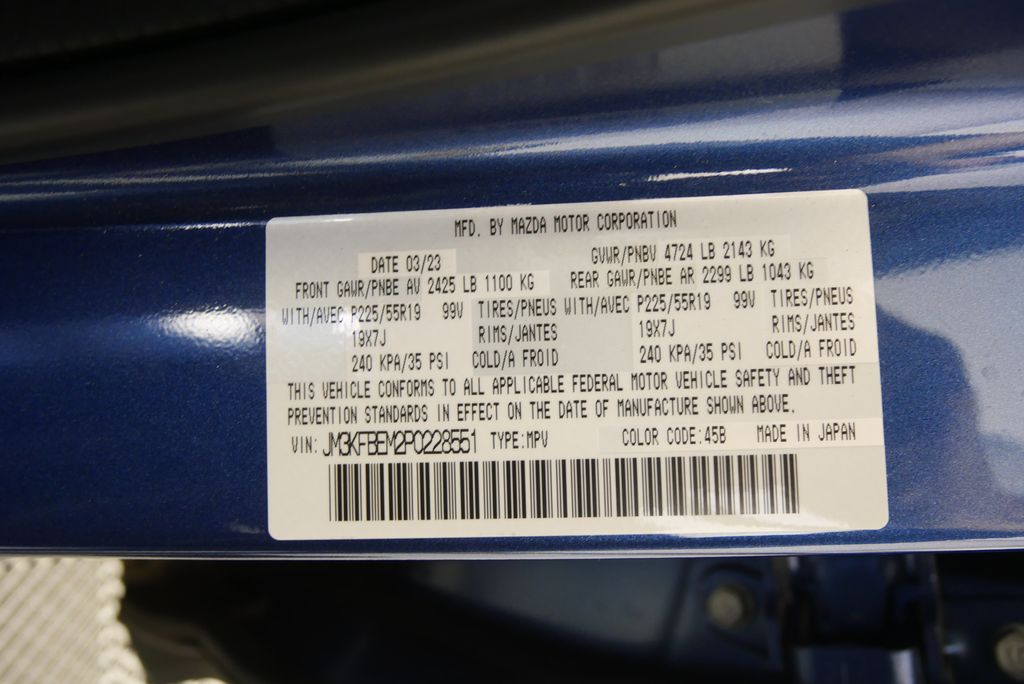 MFD. BY MAZDA MOTOR CORPORATION
DATE 03/23 GVWR/PNBV 4724 LB 2143 KG
FRONT GAWR/PNBE AV 2425 LB 1100 KG REAR GAWR/PNBE AR 2299 LB 1043 KG
WITH/AVEC P225/55R19 99V TIRES/PNEUS WITH/AVEC P225/55R19 99V TIRES/PNEUS
19X7J RIMS/JANTES 19X7J RIMS/JANTES
240 KPA/35 PSI COLD/A FROID 240 KPA/35 PSI COLD/A FROID
THIS VEHICLE CONFORMS TO ALL APPLICABLE FEDERAL MOTOR VEHICLE SAFETY AND THEFT
PREVENTION STANDARDS IN EFFECT ON THE DATE OF MANUFACTURE SHOWN ABOVE.
VIN: JM3KFBEM2P0228551 TYPE:MPV COLOR CODE:45B MADE IN JAPAN